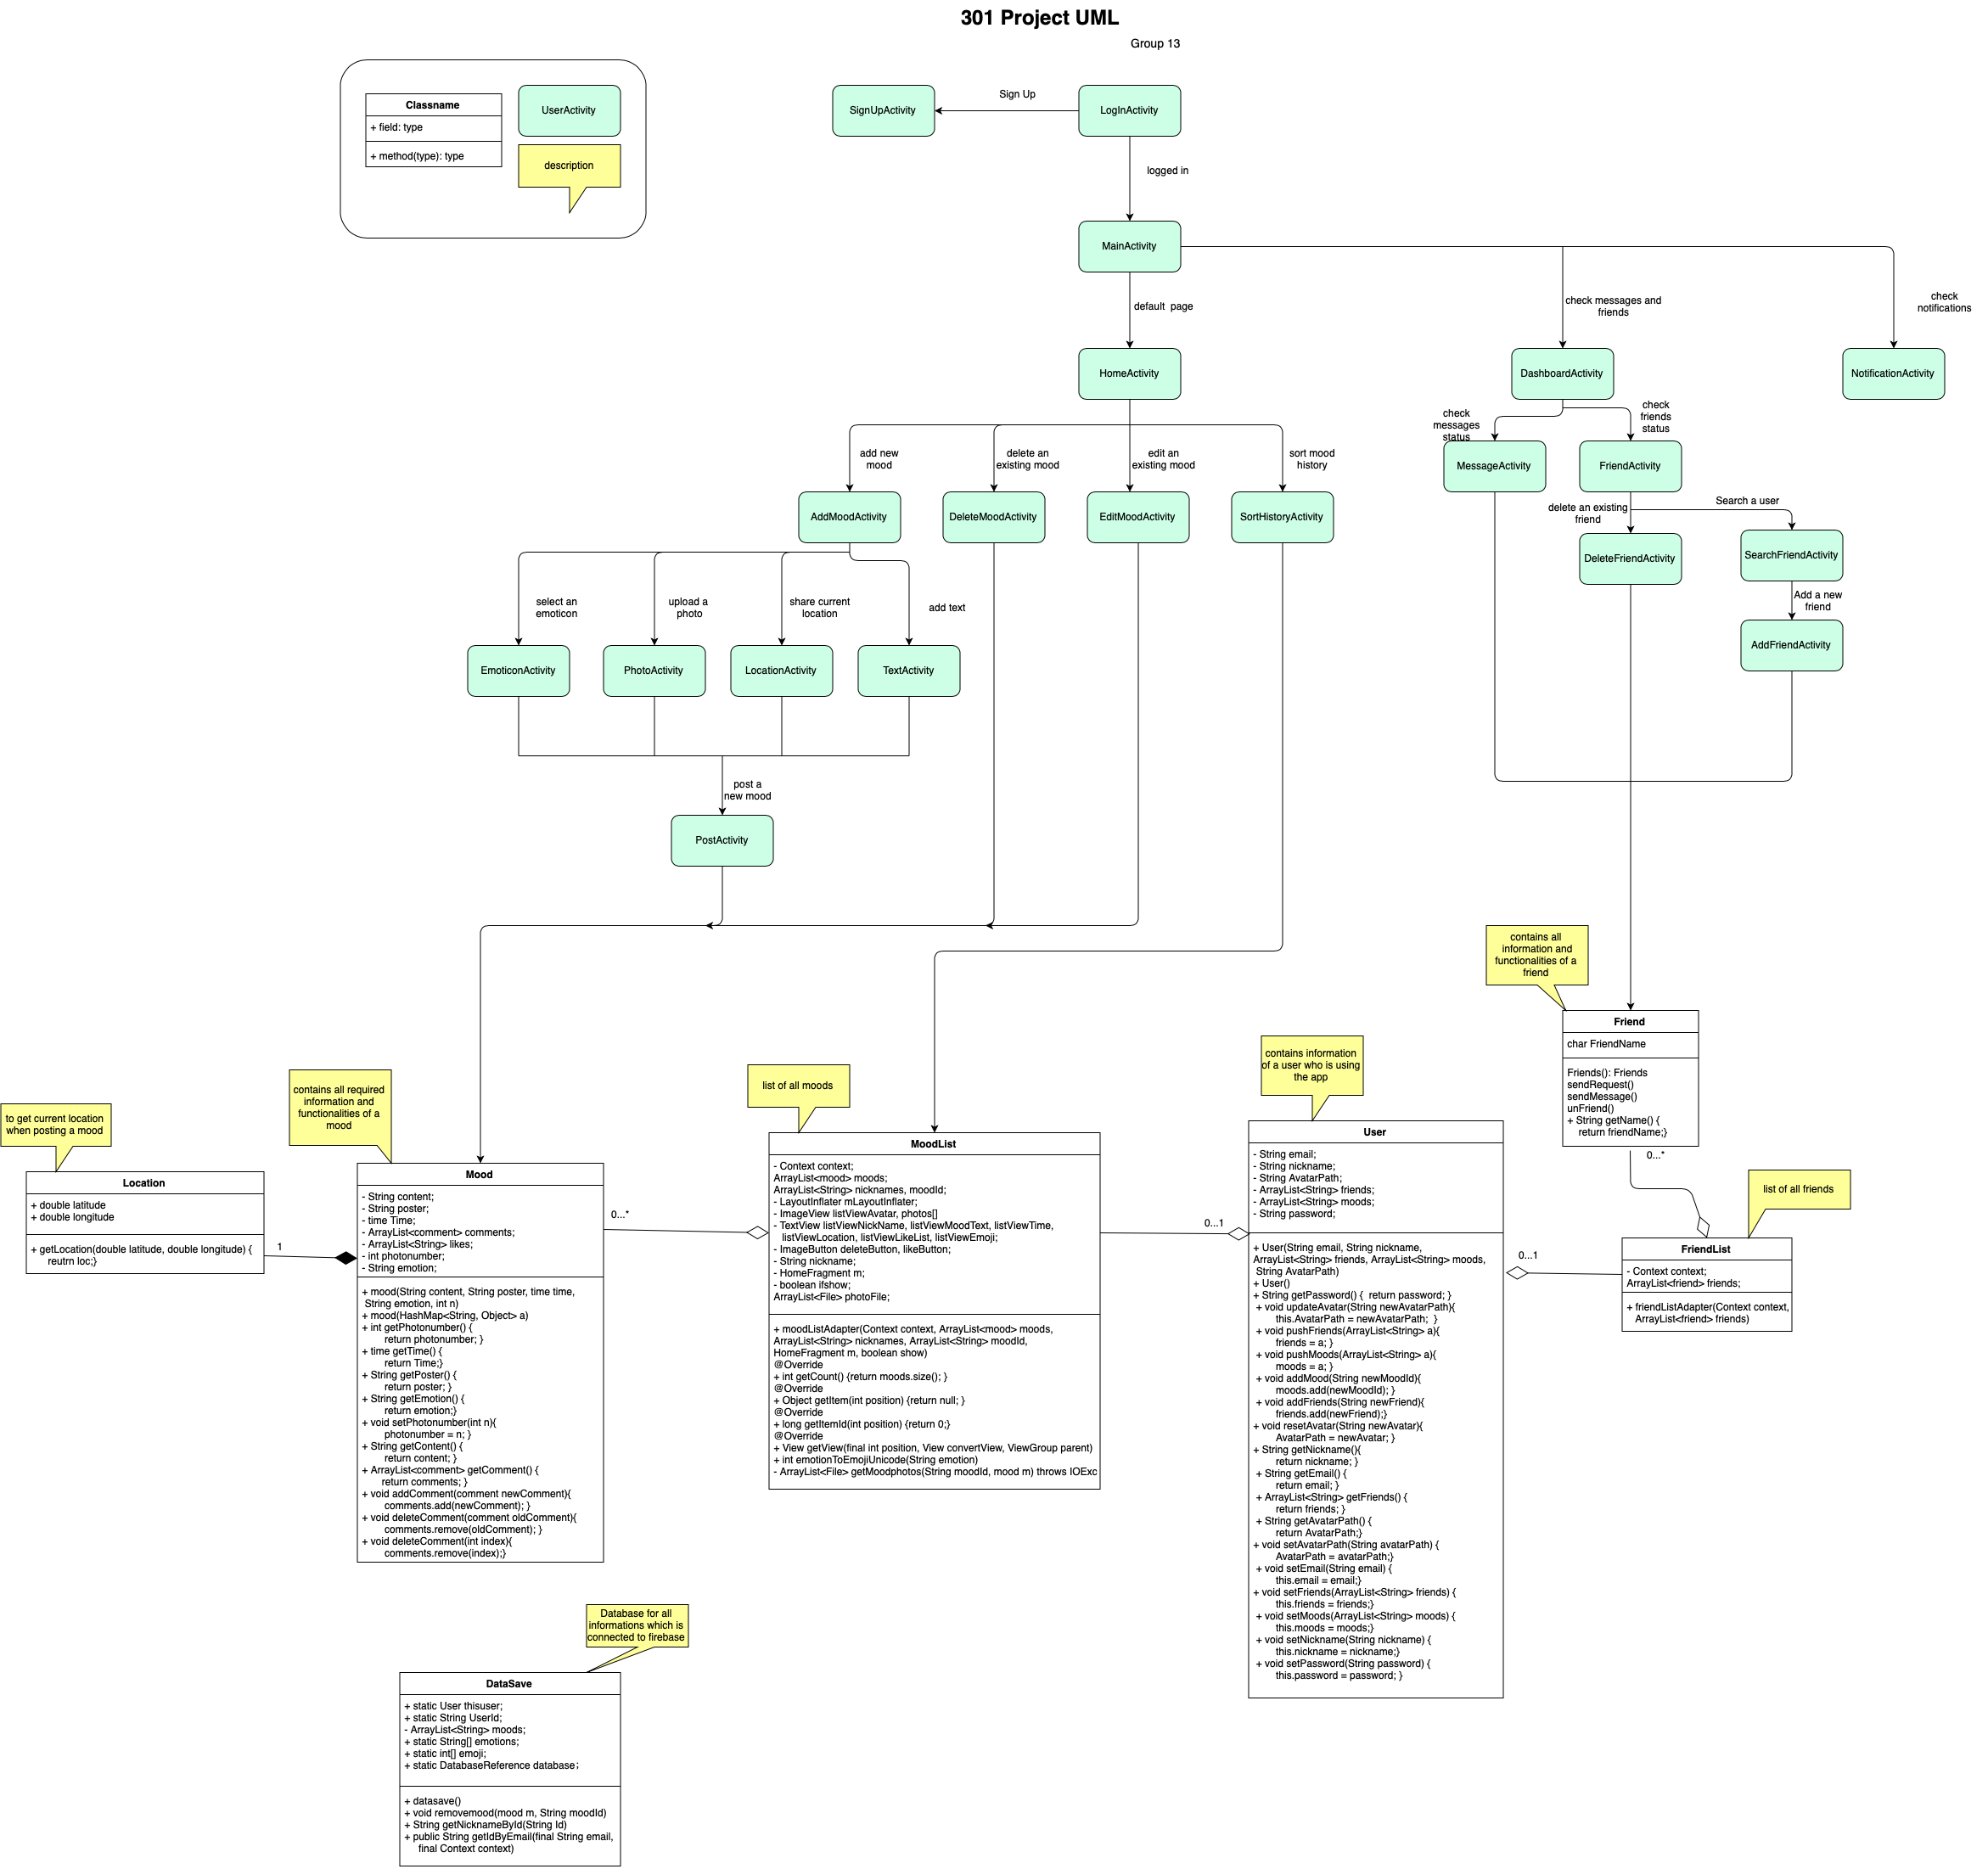 301 Project UML
Group 13
Classname
+ field: type
+ method(type): type
UserActivity
description
SignUpActivity
Sign Up
LogInActivity
logged in
MainActivity
default  page
check messages and
friends
check
notifications
HomeActivity
DashboardActivity
NotificationActivity
check
messages
status
check
friends
status
add new
mood
delete an
existing mood
edit an
existing mood
sort mood
history
MessageActivity
FriendActivity
AddMoodActivity
DeleteMoodActivity
EditMoodActivity
SortHistoryActivity
delete an existing
friend
Search a user
DeleteFriendActivity
SearchFriendActivity
Add a new
friend
AddFriendActivity
select an
emoticon
upload a
photo
share current
location
add text
EmoticonActivity
PhotoActivity
LocationActivity
TextActivity
post a
new mood
PostActivity
contains all
information and
functionalities of a
friend
Friend
char FriendName
Friends(): Friends
sendRequest()
sendMessage()
unFriend()
+ String getName() {
return friendName;}
0...*
list of all friends
FriendList
- Context context;
ArrayList<friend> friends;
+ friendListAdapter(Context context,
ArrayList<friend> friends)
0...1
to get current location
when posting a mood
Location
+ double latitude
+ double longitude
+ getLocation(double latitude, double longitude) {
reutrn loc;}
1
contains all required
information and
functionalities of a
mood
Mood
- String content;
- String poster;
- time Time;
- ArrayList<comment> comments;
- ArrayList<String> likes;
- int photonumber;
- String emotion;
+ mood(String content, String poster, time time,
String emotion, int n)
+ mood(HashMap<String, Object> a)
+ int getPhotonumber() {
return photonumber; }
+ time getTime() {
return Time;}
+ String getPoster() {
return poster; }
+ String getEmotion() {
return emotion;}
+ void setPhotonumber(int n){
photonumber = n; }
+ String getContent() {
return content; }
+ ArrayList<comment> getComment() {
return comments; }
+ void addComment(comment newComment){
comments.add(newComment); }
+ void deleteComment(comment oldComment){
comments.remove(oldComment); }
+ void deleteComment(int index){
comments.remove(index);}
0...*
list of all moods
MoodList
- Context context;
ArrayList<mood> moods;
ArrayList<String> nicknames, moodId;
- LayoutInflater mLayoutInflater;
- ImageView listViewAvatar, photos[]
- TextView listViewNickName, listViewMoodText, listViewTime,
listViewLocation, listViewLikeList, listViewEmoji;
- ImageButton deleteButton, likeButton;
- String nickname;
- HomeFragment m;
- boolean ifshow;
ArrayList<File> photoFile;
+ moodListAdapter(Context context, ArrayList<mood> moods,
ArrayList<String> nicknames, ArrayList<String> moodId,
HomeFragment m, boolean show)
@Override
+ int getCount() {return moods.size(); }
@Override
+ Object getItem(int position) {return null; }
@Override
+ long getItemId(int position) {return 0;}
@Override
+ View getView(final int position, View convertView, ViewGroup parent)
+ int emotionToEmojiUnicode(String emotion)
- ArrayList<File> getMoodphotos(String moodId, mood m) throws IOExc
0...1
contains information
of a user who is using
the app
User
- String email;
- String nickname;
- String AvatarPath;
- ArrayList<String> friends;
- ArrayList<String> moods;
- String password;
+ User(String email, String nickname,
ArrayList<String> friends, ArrayList<String> moods,
String AvatarPath)
+ User()
+ String getPassword() {  return password; }
+ void updateAvatar(String newAvatarPath){
this.AvatarPath = newAvatarPath;  }
+ void pushFriends(ArrayList<String> a){
friends = a; }
+ void pushMoods(ArrayList<String> a){
moods = a; }
+ void addMood(String newMoodId){
moods.add(newMoodId); }
+ void addFriends(String newFriend){
friends.add(newFriend);}
+ void resetAvatar(String newAvatar){
AvatarPath = newAvatar; }
+ String getNickname(){
return nickname; }
+ String getEmail() {
return email; }
+ ArrayList<String> getFriends() {
return friends; }
+ String getAvatarPath() {
return AvatarPath;}
+ void setAvatarPath(String avatarPath) {
AvatarPath = avatarPath;}
+ void setEmail(String email) {
this.email = email;}
+ void setFriends(ArrayList<String> friends) {
this.friends = friends;}
+ void setMoods(ArrayList<String> moods) {
this.moods = moods;}
+ void setNickname(String nickname) {
this.nickname = nickname;}
+ void setPassword(String password) {
this.password = password; }
Database for all
informations which is
connected to firebase
DataSave
+ static User thisuser;
+ static String UserId;
- ArrayList<String> moods;
+ static String[] emotions;
+ static int[] emoji;
+ static DatabaseReference database;
+ datasave()
+ void removemood(mood m, String moodId)
+ String getNicknameById(String Id)
+ public String getIdByEmail(final String email,
final Context context)